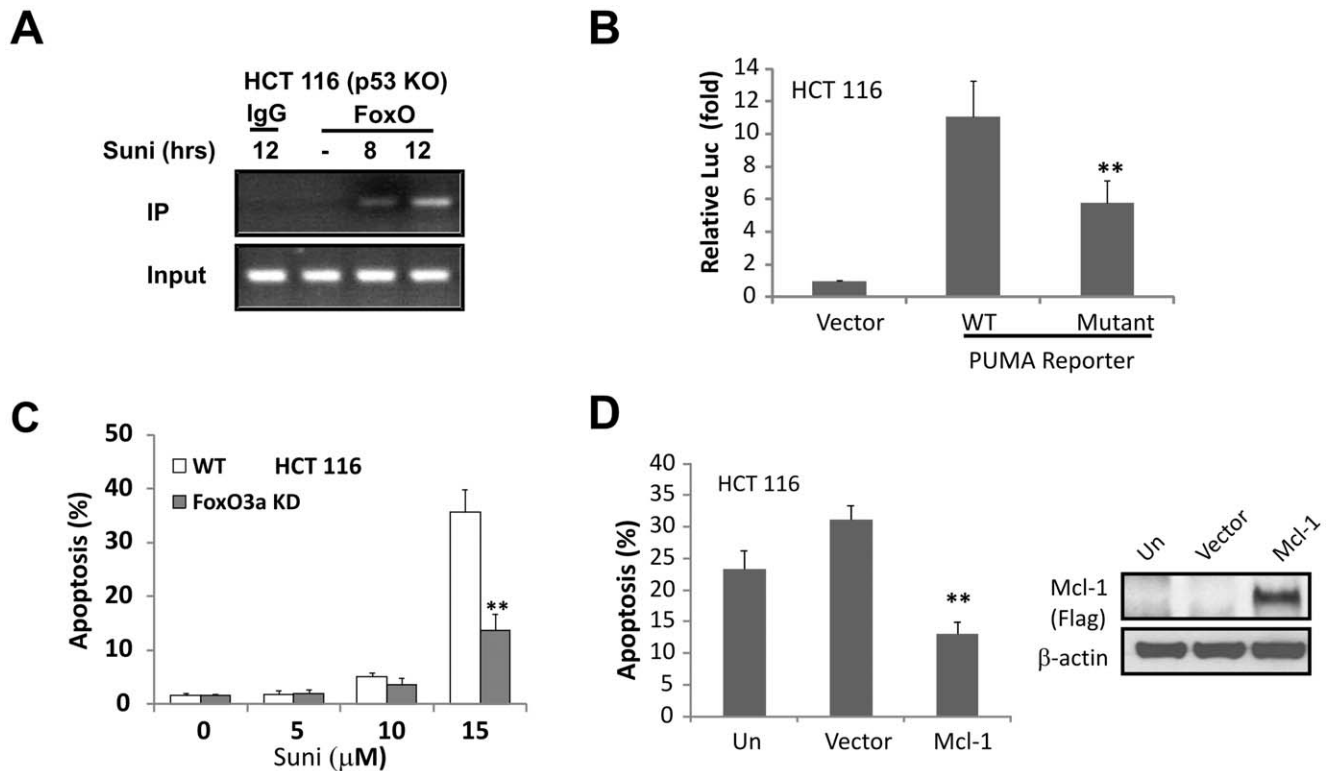 A
HCT 116 (p53 KO)
IgG FoxO
Suni (hrs) 12 - 8 12
IP
Input
B
HCT 116
Relative Luc (fold)
14
12
10
8
6
4
2
0
**
Vector WT Mutant
PUMA Reporter
C
Apoptosis (%)
50
40
30
20
10
0
WT HCT 116
FoxO3a KD
**
0 5 10 15
Suni (μM)
D
HCT 116
Apoptosis (%)
40
35
30
25
20
15
10
5
0
**
Un Vector Mcl-1
Un Vector Mcl-1
Mcl-1
(Flag)
β-actin